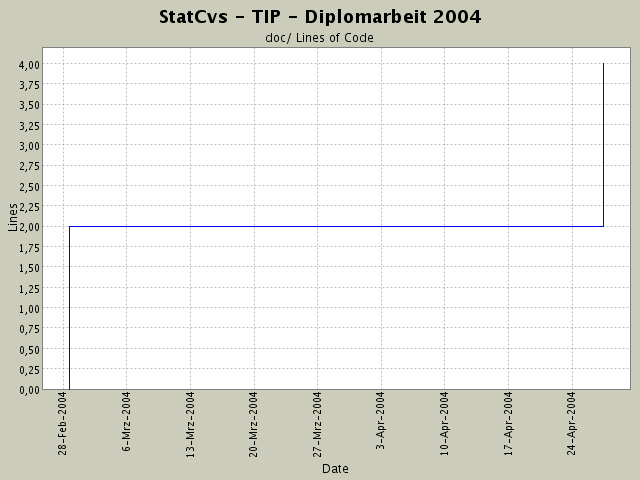 StatCvs - TIP - Diplomarbeit 2004
doc/ Lines of Code
Lines
4,00
3,75
3,50
3,25
3,00
2,75
2,50
2,25
2,00
1,75
1,50
1,25
1,00
0,75
0,50
0,25
0,00
28-Feb-2004
6-Mrz-2004
13-Mrz-2004
20-Mrz-2004
27-Mrz-2004
3-Apr-2004
10-Apr-2004
17-Apr-2004
24-Apr-2004
Date